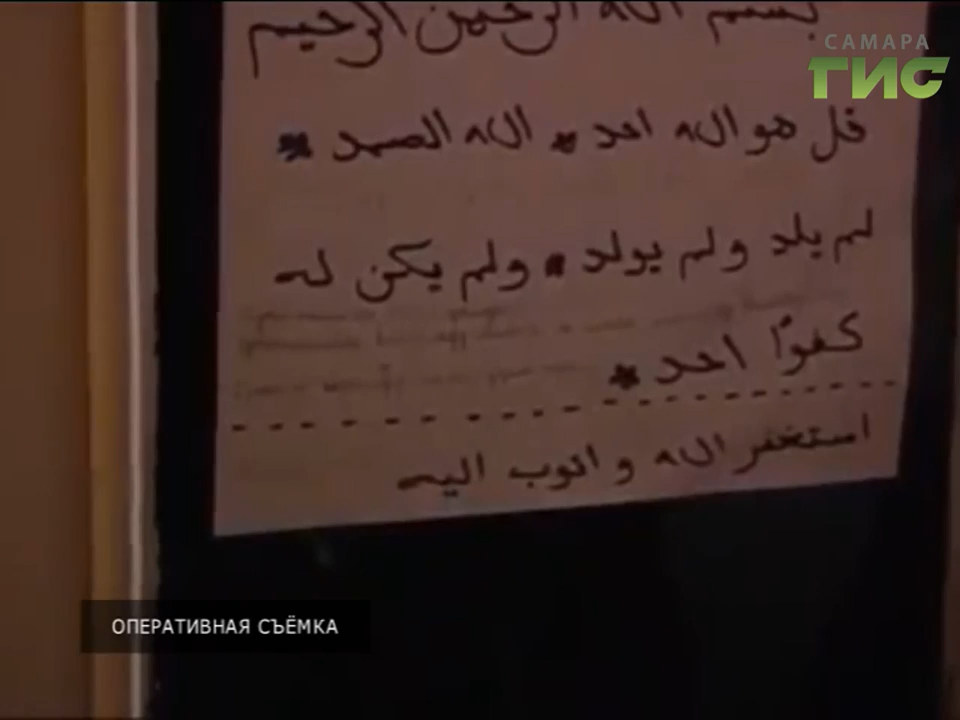 بسم الله الرحمن الرحيم
САМАРА
ГИС
قل هو الله احد * الله الصمد *
لم يلد ولم يولد * ولم يكن له
كفوًا احد *
استغفر الله و اتوب اليه
ОПЕРАТИВНАЯ СЪЁМКА